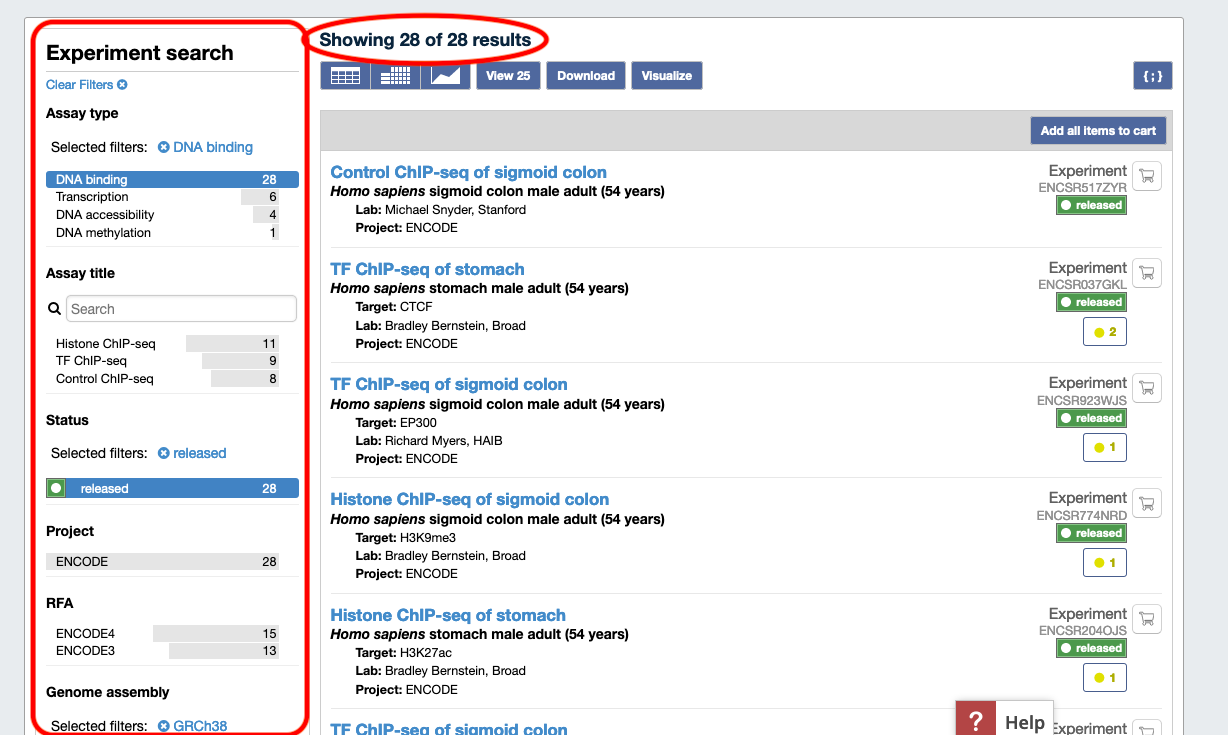 Experiment search
Clear Filters
Assay type
Selected filters: DNA binding
DNA binding 28
Transcription 6
DNA accessibility 4
DNA methylation 1
Assay title
Search
Histone ChIP-seq 11
TF ChIP-seq 9
Control ChIP-seq 8
Status
Selected filters: released
released 28
Project
ENCODE 28
RFA
ENCODE4 15
ENCODE3 13
Genome assembly
Selected filters: GRCh38
Showing 28 of 28 results
View 25 Download Visualize {;}
Add all items to cart
Control ChIP-seq of sigmoid colon
Homo sapiens sigmoid colon male adult (54 years)
Lab: Michael Snyder, Stanford
Project: ENCODE
Experiment
ENCSR517ZYR
released
TF ChIP-seq of stomach
Homo sapiens stomach male adult (54 years)
Target: CTCF
Lab: Bradley Bernstein, Broad
Project: ENCODE
Experiment
ENCSR037GKL
released
2
TF ChIP-seq of sigmoid colon
Homo sapiens sigmoid colon male adult (54 years)
Target: EP300
Lab: Richard Myers, HAIB
Project: ENCODE
Experiment
ENCSR923WJS
released
1
Histone ChIP-seq of sigmoid colon
Homo sapiens sigmoid colon male adult (54 years)
Target: H3K9me3
Lab: Bradley Bernstein, Broad
Project: ENCODE
Experiment
ENCSR774NRD
released
1
Histone ChIP-seq of stomach
Homo sapiens stomach male adult (54 years)
Target: H3K27ac
Lab: Bradley Bernstein, Broad
Project: ENCODE
Experiment
ENCSR204OJS
released
1
TF ChIP-seq of sigmoid colon
Experiment
? Help